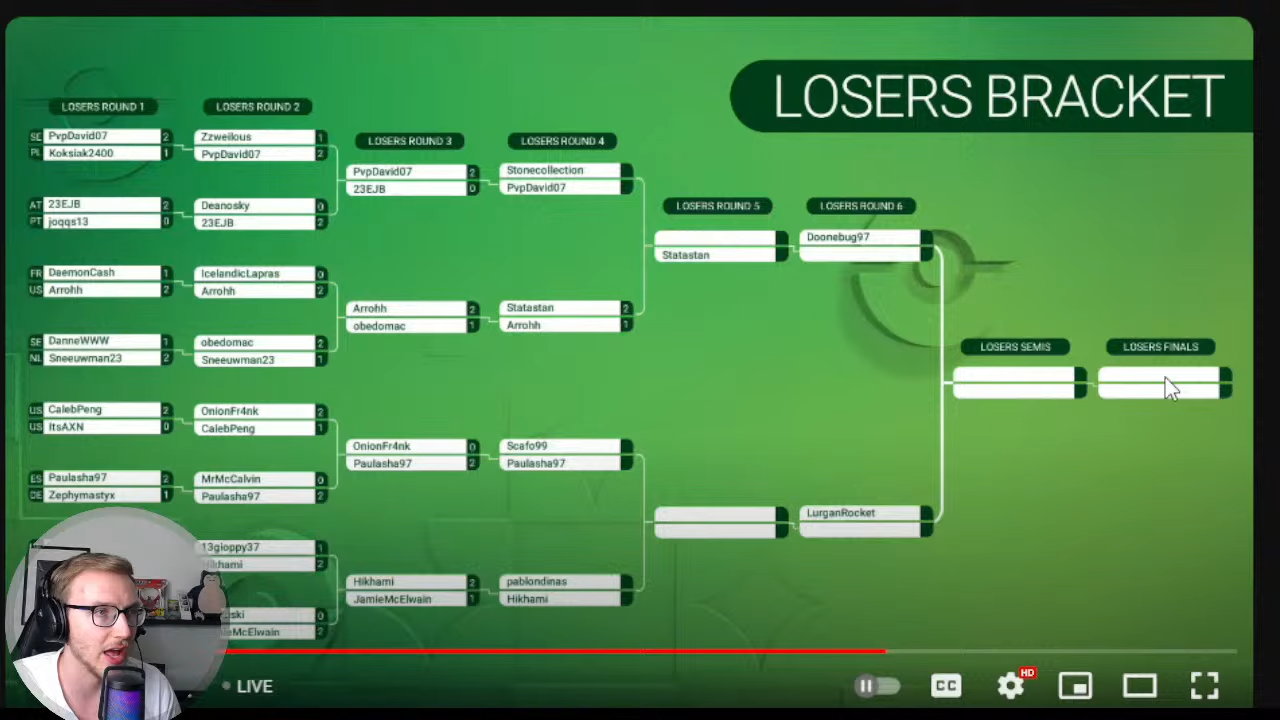 LOSERS BRACKET
LOSERS ROUND 1
SE PvpDavid07 2
PL Koksiak2400 1
AT 23EJB 2
PT joqqs13 0
FR DaemonCash 1
US Arrohh 2
SE DanneWWW 1
NL Sneeuwman23 2
US CalebPeng 2
US ItsAXN 0
ES Paulasha97 2
DE Zephymastyx 1
LOSERS ROUND 2
Zzweilous 1
PvpDavid07 2
Deanosky 0
23EJB 2
IcelandicLapras 0
Arrohh 2
obedomac 2
Sneeuwman23 1
OnionFr4nk 2
CalebPeng 1
MrMcCalvin 0
Paulasha97 2
13gioppy37 1
2
0
2
LOSERS ROUND 3
PvpDavid07 2
23EJB 0
Arrohh 2
obedomac 1
OnionFr4nk 0
Paulasha97 2
Hikhami 2
JamieMcElwain 1
LOSERS ROUND 4
Stonecollection
PvpDavid07
Statastan 2
Arrohh 1
Scafo99
Paulasha97
pablondinas
Hikhami
LOSERS ROUND 5
Statastan
LOSERS ROUND 6
Doonebug97
LurganRocket
LOSERS SEMIS
LOSERS FINALS
LIVE
CC
HD